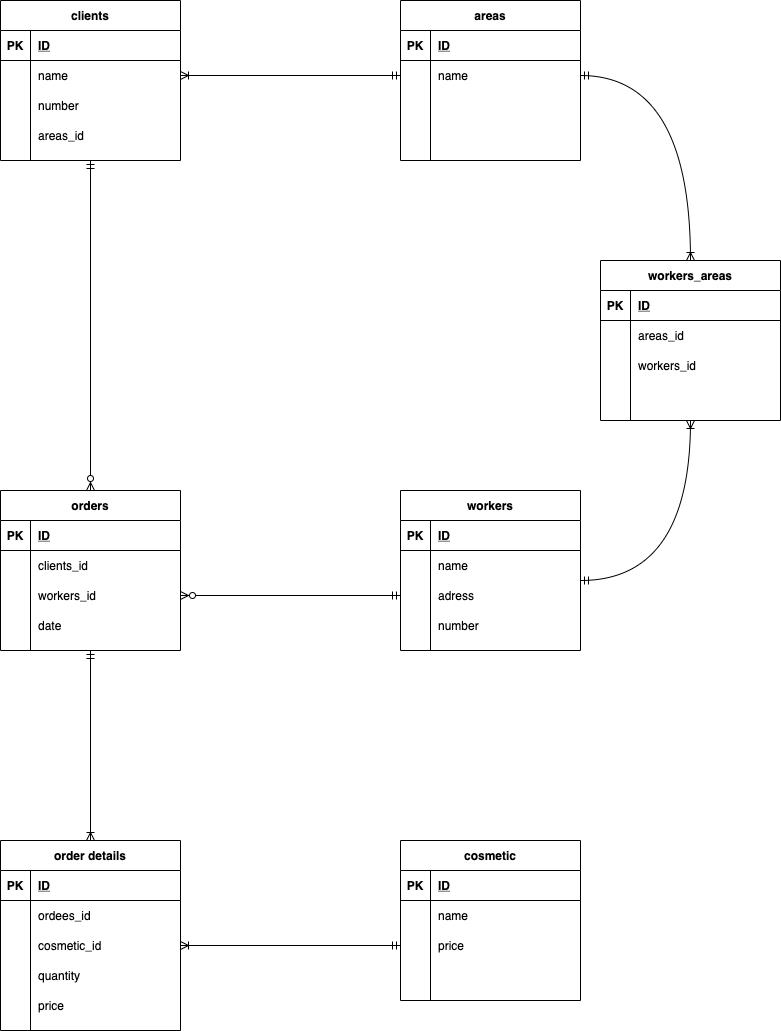 clients
PK ID
name
number
areas_id
areas
PK ID
name
workers_areas
PK ID
areas_id
workers_id
orders
PK ID
clients_id
workers_id
date
workers
PK ID
name
adress
number
order details
PK ID
ordees_id
cosmetic_id
quantity
price
cosmetic
PK ID
name
price